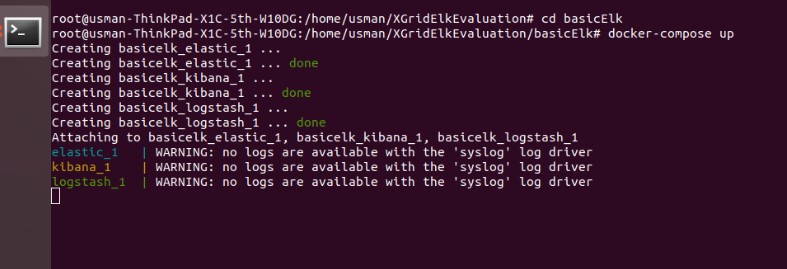 root@usman-ThinkPad-X1C-5th-W10DG:/home/usman/XGridElkEvaluation# cd basicElk
root@usman-ThinkPad-X1C-5th-W10DG:/home/usman/XGridElkEvaluation/basicElk# docker-compose up
Creating basicelk_elastic_1 ...
Creating basicelk_elastic_1 ... done
Creating basicelk_kibana_1 ...
Creating basicelk_kibana_1 ... done
Creating basicelk_logstash_1 ...
Creating basicelk_logstash_1 ... done
Attaching to basicelk_elastic_1, basicelk_kibana_1, basicelk_logstash_1
elastic_1   | WARNING: no logs are available with the 'syslog' log driver
kibana_1    | WARNING: no logs are available with the 'syslog' log driver
logstash_1  | WARNING: no logs are available with the 'syslog' log driver